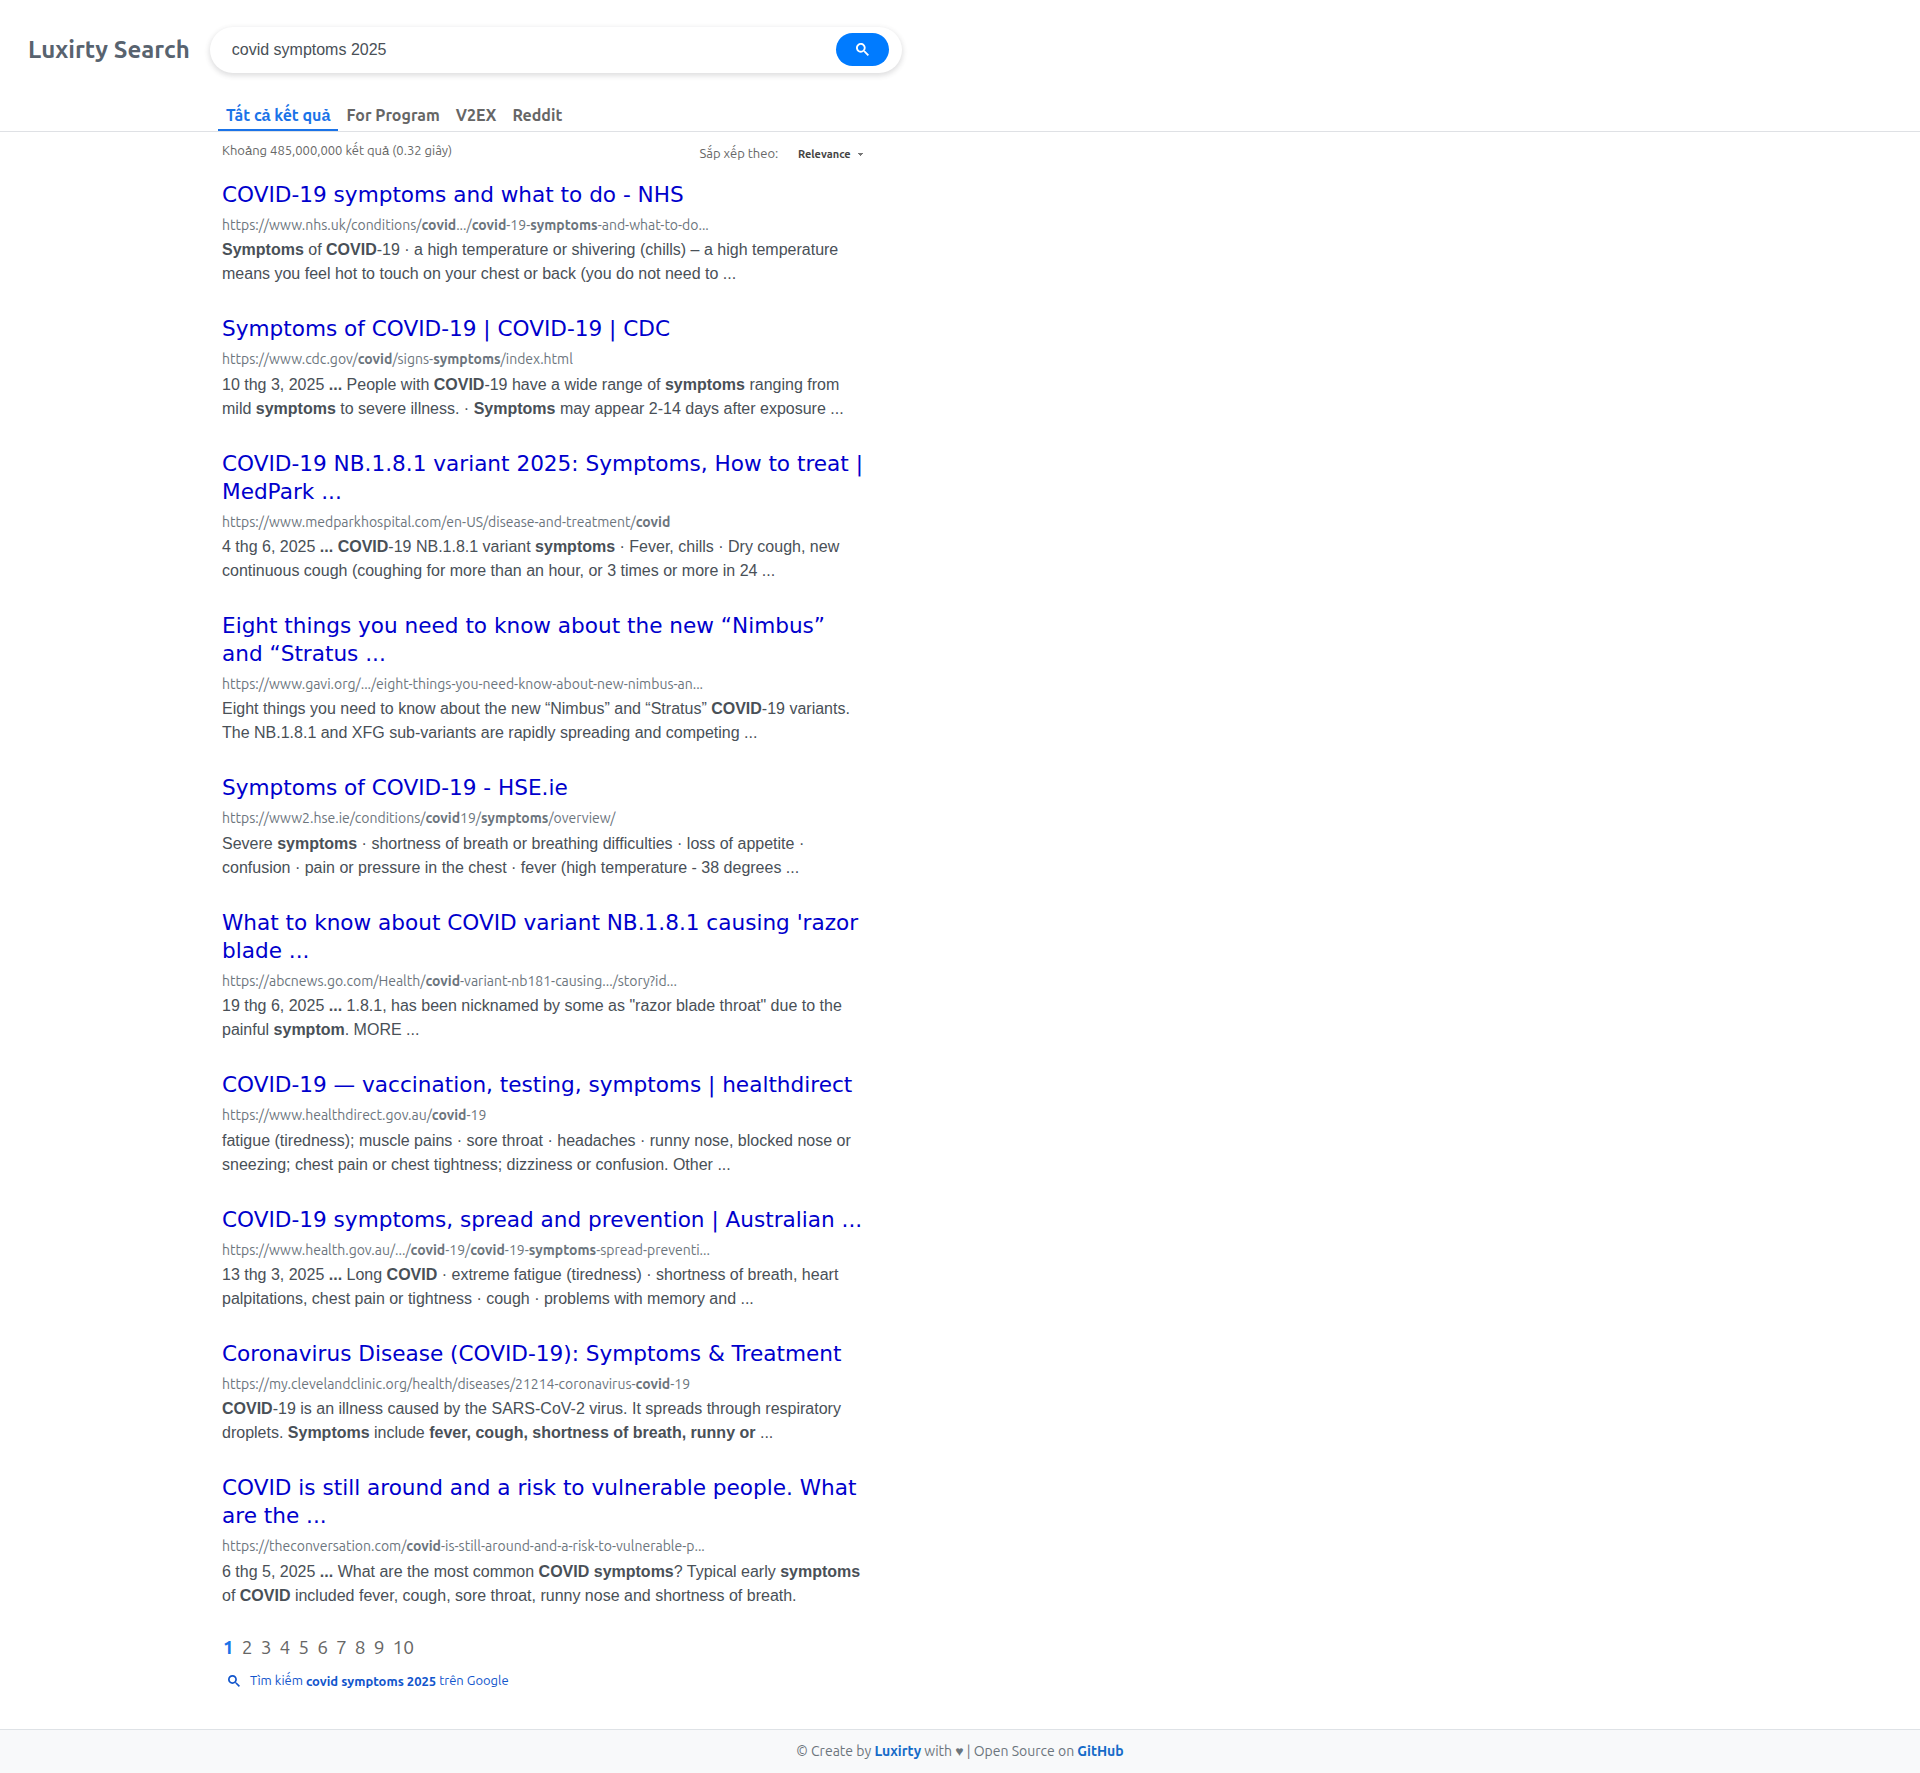 Luxirty Search
covid symptoms 2025
Tất cả kết quả For Program V2EX Reddit
Khoảng 485,000,000 kết quả (0.32 giây)
Sắp xếp theo: Relevance
COVID-19 symptoms and what to do - NHS
https://www.nhs.uk/conditions/covid.../covid-19-symptoms-and-what-to-do...
Symptoms of COVID-19 · a high temperature or shivering (chills) – a high temperature
means you feel hot to touch on your chest or back (you do not need to ...
Symptoms of COVID-19 | COVID-19 | CDC
https://www.cdc.gov/covid/signs-symptoms/index.html
10 thg 3, 2025 ... People with COVID-19 have a wide range of symptoms ranging from
mild symptoms to severe illness. · Symptoms may appear 2-14 days after exposure ...
COVID-19 NB.1.8.1 variant 2025: Symptoms, How to treat |
MedPark ...
https://www.medparkhospital.com/en-US/disease-and-treatment/covid
4 thg 6, 2025 ... COVID-19 NB.1.8.1 variant symptoms · Fever, chills · Dry cough, new
continuous cough (coughing for more than an hour, or 3 times or more in 24 ...
Eight things you need to know about the new “Nimbus”
and “Stratus ...
https://www.gavi.org/.../eight-things-you-need-know-about-new-nimbus-an...
Eight things you need to know about the new “Nimbus” and “Stratus” COVID-19 variants.
The NB.1.8.1 and XFG sub-variants are rapidly spreading and competing ...
Symptoms of COVID-19 - HSE.ie
https://www2.hse.ie/conditions/covid19/symptoms/overview/
Severe symptoms · shortness of breath or breathing difficulties · loss of appetite ·
confusion · pain or pressure in the chest · fever (high temperature - 38 degrees ...
What to know about COVID variant NB.1.8.1 causing 'razor
blade ...
https://abcnews.go.com/Health/covid-variant-nb181-causing.../story?id...
19 thg 6, 2025 ... 1.8.1, has been nicknamed by some as "razor blade throat" due to the
painful symptom. MORE ...
COVID-19 — vaccination, testing, symptoms | healthdirect
https://www.healthdirect.gov.au/covid-19
fatigue (tiredness); muscle pains · sore throat · headaches · runny nose, blocked nose or
sneezing; chest pain or chest tightness; dizziness or confusion. Other ...
COVID-19 symptoms, spread and prevention | Australian ...
https://www.health.gov.au/.../covid-19/covid-19-symptoms-spread-preventi...
13 thg 3, 2025 ... Long COVID · extreme fatigue (tiredness) · shortness of breath, heart
palpitations, chest pain or tightness · cough · problems with memory and ...
Coronavirus Disease (COVID-19): Symptoms & Treatment
https://my.clevelandclinic.org/health/diseases/21214-coronavirus-covid-19
COVID-19 is an illness caused by the SARS-CoV-2 virus. It spreads through respiratory
droplets. Symptoms include fever, cough, shortness of breath, runny or ...
COVID is still around and a risk to vulnerable people. What
are the ...
https://theconversation.com/covid-is-still-around-and-a-risk-to-vulnerable-p...
6 thg 5, 2025 ... What are the most common COVID symptoms? Typical early symptoms
of COVID included fever, cough, sore throat, runny nose and shortness of breath.
1 2 3 4 5 6 7 8 9 10
Tìm kiếm covid symptoms 2025 trên Google
© Create by Luxirty with ♥ | Open Source on GitHub